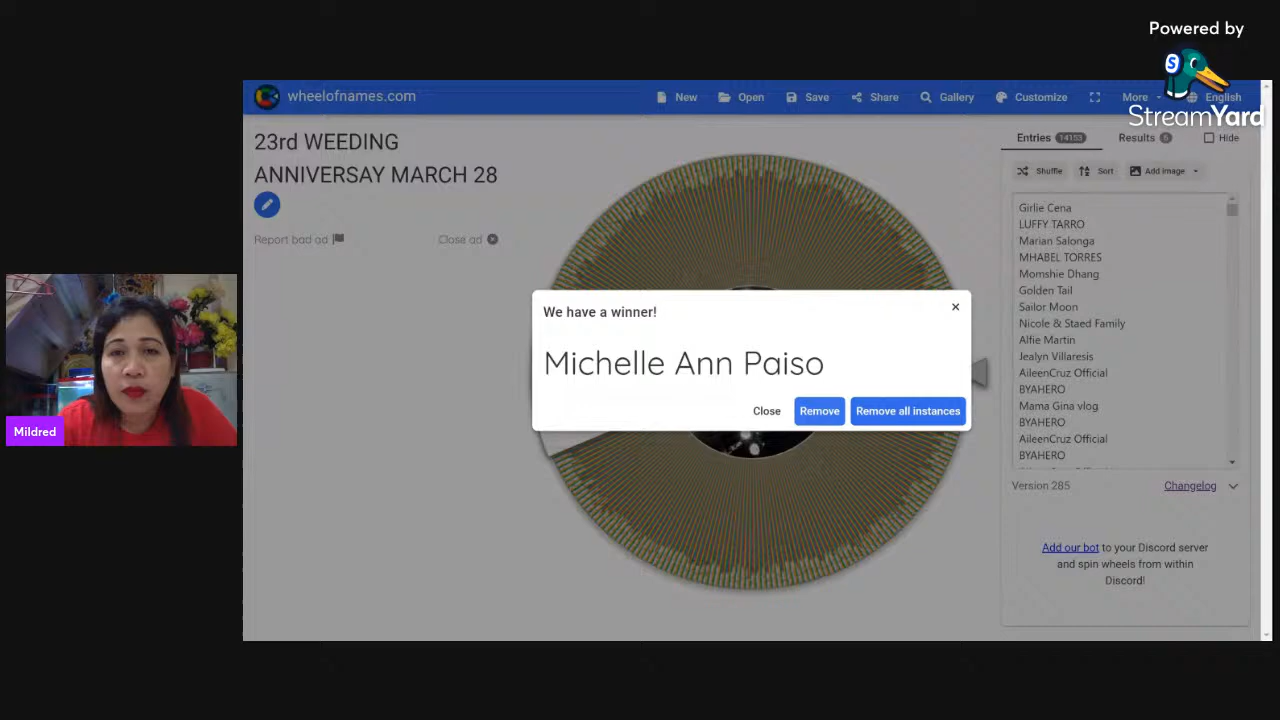 Powered by
StreamYard
wheelofnames.com
New
Open
Save
Share
Gallery
Customize
More
English
23rd WEEDING
ANNIVERSAY MARCH 28
Report bad ad
Close ad
Entries 14153
Results 5
Hide
Shuffle
Sort
Add image
Girlie Cena
LUFFY TARRO
Marian Salonga
MHABEL TORRES
Momshie Dhang
Golden Tail
Sailor Moon
Nicole & Staed Family
Alfie Martin
Jealyn Villaresis
AileenCruz Official
BYAHERO
Mama Gina vlog
BYAHERO
AileenCruz Official
BYAHERO
We have a winner!
Michelle Ann Paiso
Close
Remove
Remove all instances
Mildred
Version 285
Changelog
Add our bot to your Discord server
and spin wheels from within
Discord!